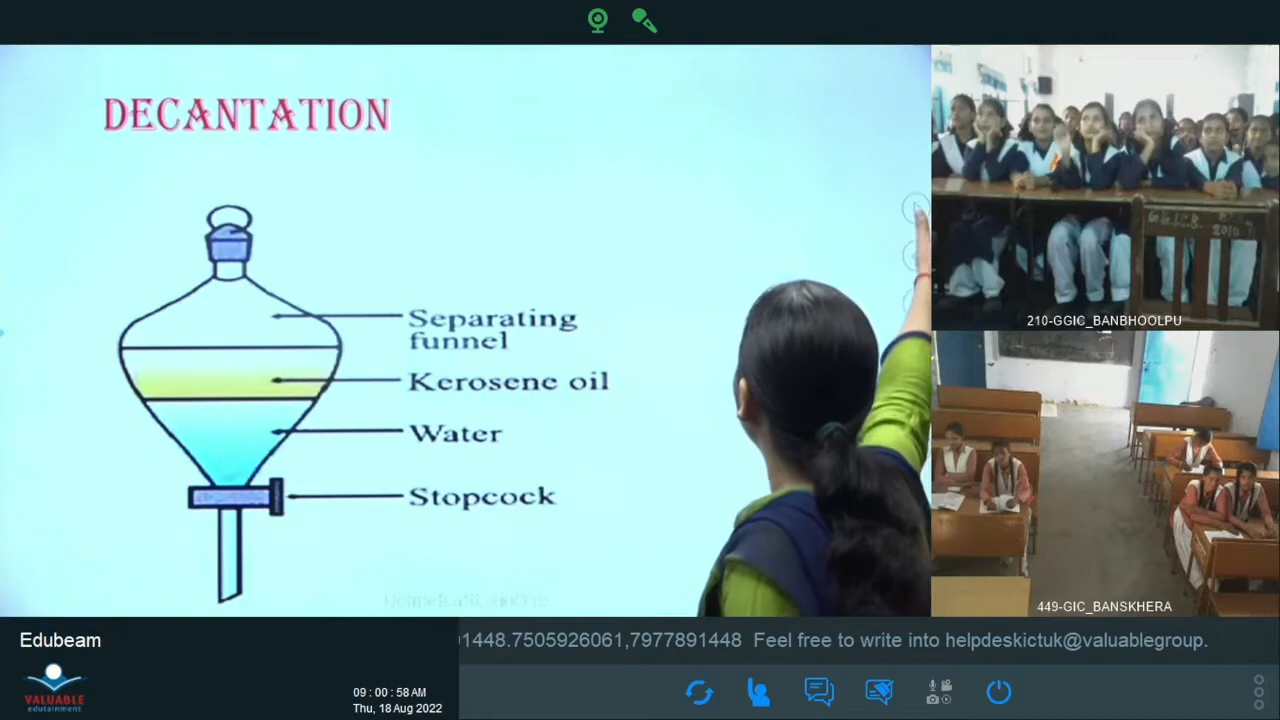 DECANTATION
Separating
funnel
Kerosene oil
Water
Stopcock
210-GGIC_BANBHOOLPU
449-GIC_BANSKHERA
Edubeam
1448.7505926061,7977891448 Feel free to write into helpdeskictuk@valuablegroup.
VALUABLE
edutainment
09 : 00 : 58 AM
Thu, 18 Aug 2022